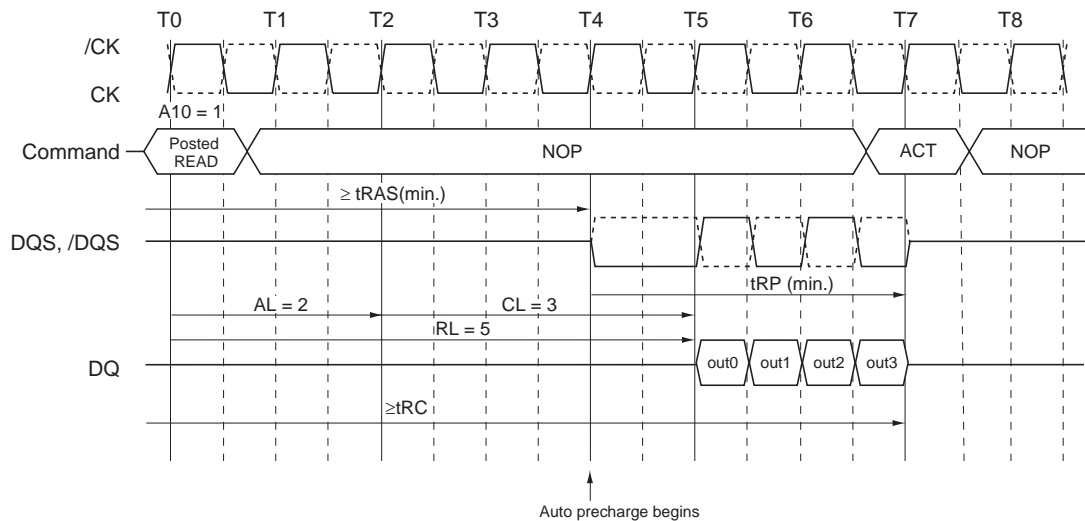 T0 T1 T2 T3 T4 T5 T6 T7 T8
/CK
CK
A10 = 1
Command
Posted
READ
NOP
ACT
NOP
≥ tRAS(min.)
DQS, /DQS
tRP (min.)
AL = 2
CL = 3
RL = 5
DQ
out0 out1 out2 out3
≥tRC
Auto precharge begins